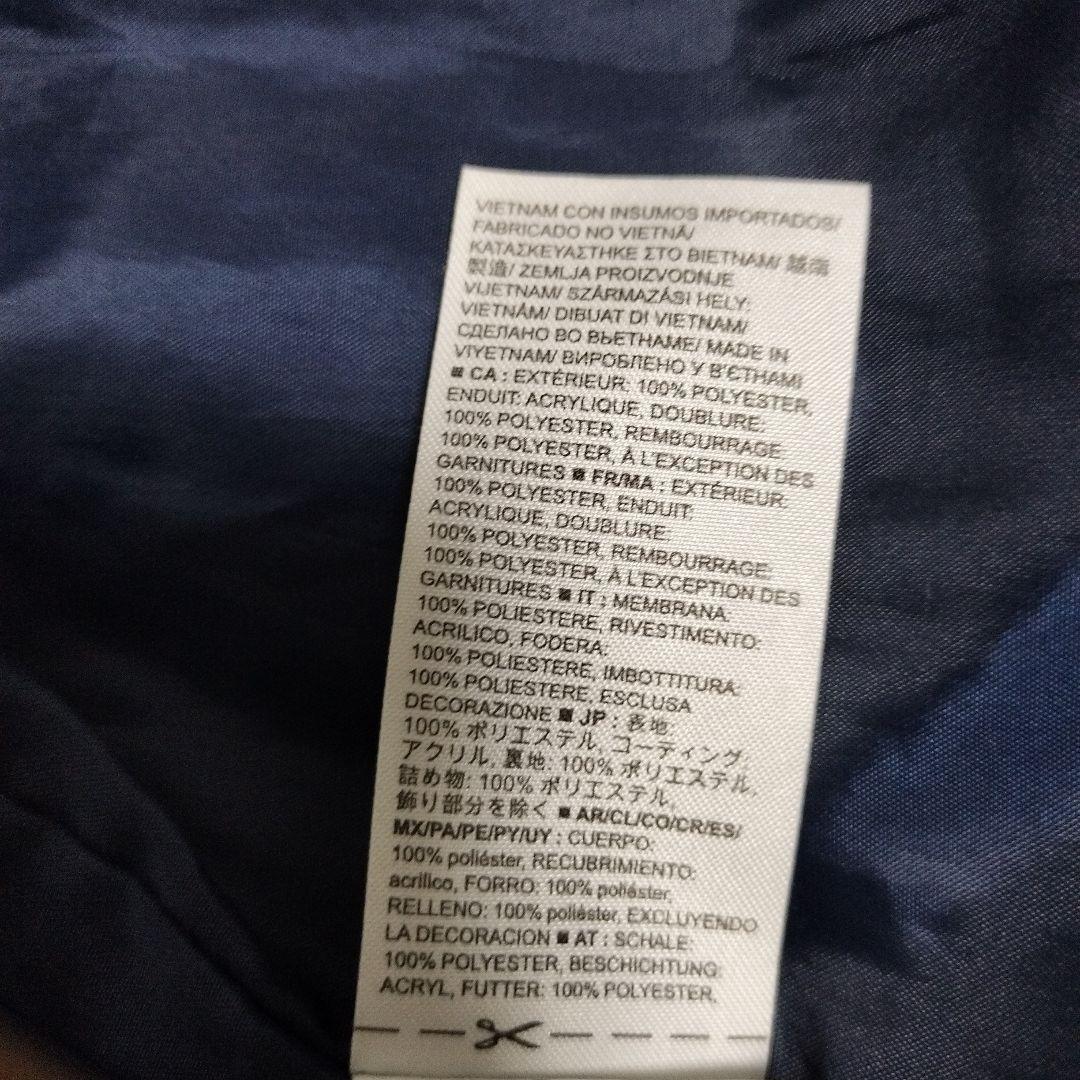 VIETNAM CON INSUMOS IMPORTADOS/
FABRICADO NO VIETNÃ/
ΚΑΤΑΣΚΕΥΑΣΤΗΚΕ ΣΤΟ ΒΙΕΤΝΑΜ/ 越南
製造/ ZEMLJA PROIZVODNJE
VIJETNAM/ SZÁRMAZÁSI HELY:
VIETNÁM/ DIBUAT DI VIETNAM/
СДЕЛАНО ВО ВЬЕТНАМЕ/ MADE IN
VIYETNAM/ ВИРОБЛЕНО У В'ЄТНАМІ
■ CA : EXTÉRIEUR: 100% POLYESTER,
ENDUIT: ACRYLIQUE, DOUBLURE:
100% POLYESTER, REMBOURRAGE:
100% POLYESTER, À L'EXCEPTION DES
GARNITURES ■ FR/MA : EXTÉRIEUR:
100% POLYESTER, ENDUIT:
ACRYLIQUE, DOUBLURE:
100% POLYESTER, REMBOURRAGE:
100% POLYESTER, À L'EXCEPTION DES
GARNITURES ■ IT : MEMBRANA:
100% POLIESTERE, RIVESTIMENTO:
ACRILICO, FODERA:
100% POLIESTERE, IMBOTTITURA:
100% POLIESTERE, ESCLUSA
DECORAZIONE ■ JP : 表地:
100% ポリエステル, コーティング,
アクリル, 裏地: 100% ポリエステル,
詰め物: 100% ポリエステル,
飾り部分を除く ■ AR/CL/CO/CR/ES/
MX/PA/PE/PY/UY : CUERPO:
100% poliéster, RECUBRIMIENTO:
acrílico, FORRO: 100% poliéster,
RELLENO: 100% poliéster, EXCLUYENDO
LA DECORACION ■ AT : SCHALE:
100% POLYESTER, BESCHICHTUNG:
ACRYL, FUTTER: 100% POLYESTER,